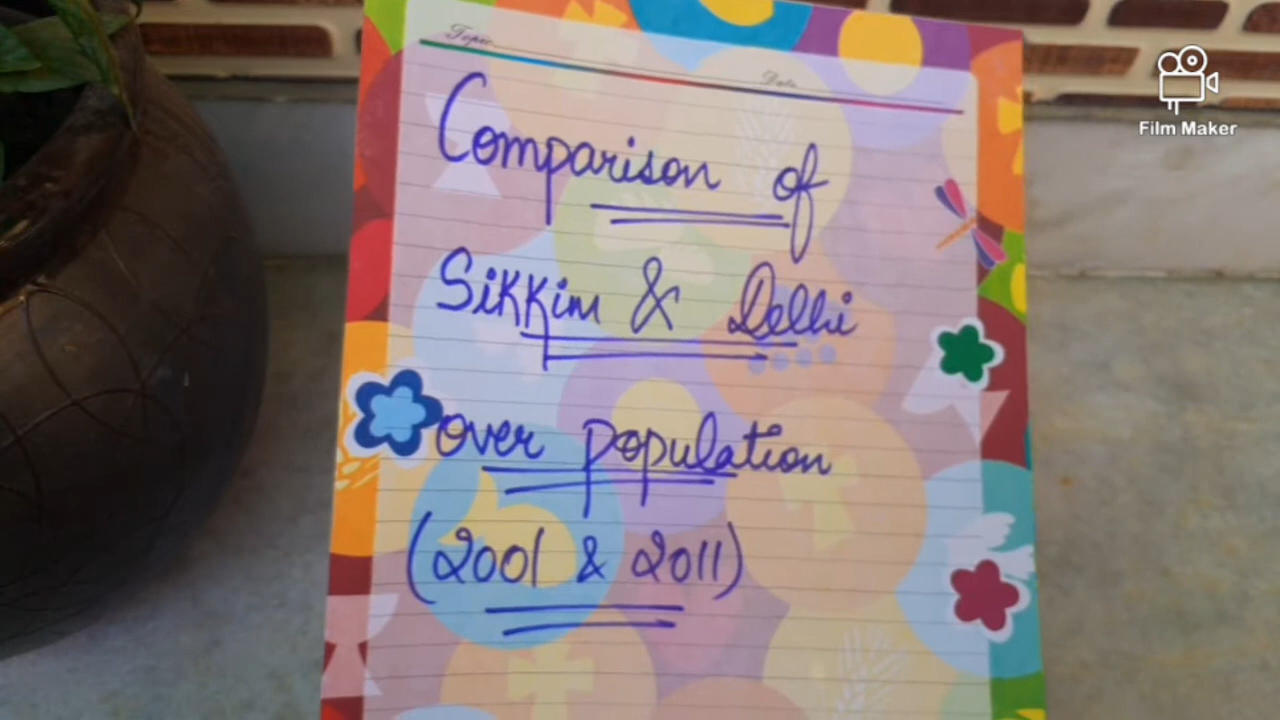 Topic
Date
Comparison of
Sikkim & Delhi
over population
(2001 & 2011)
Film Maker